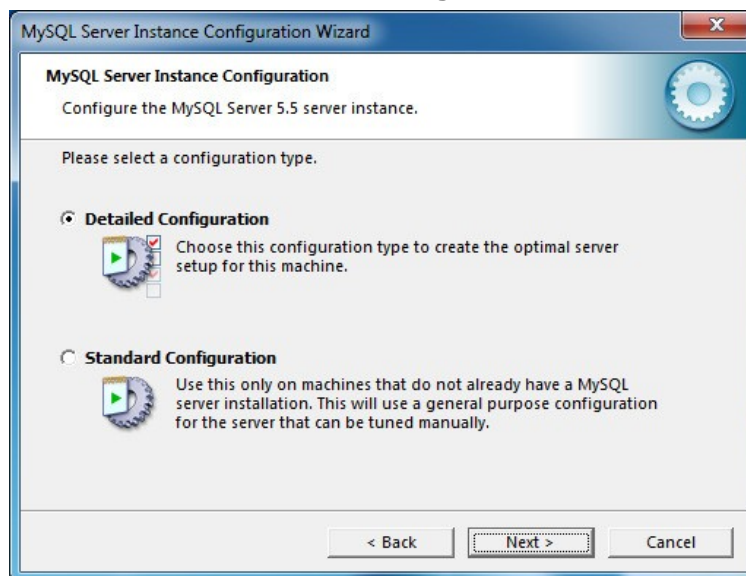 MySQL Server Instance Configuration Wizard
MySQL Server Instance Configuration
Configure the MySQL Server 5.5 server instance.
Please select a configuration type.
Detailed Configuration
Choose this configuration type to create the optimal server
setup for this machine.
Standard Configuration
Use this only on machines that do not already have a MySQL
server installation. This will use a general purpose configuration
for the server that can be tuned manually.
< Back
Next >
Cancel